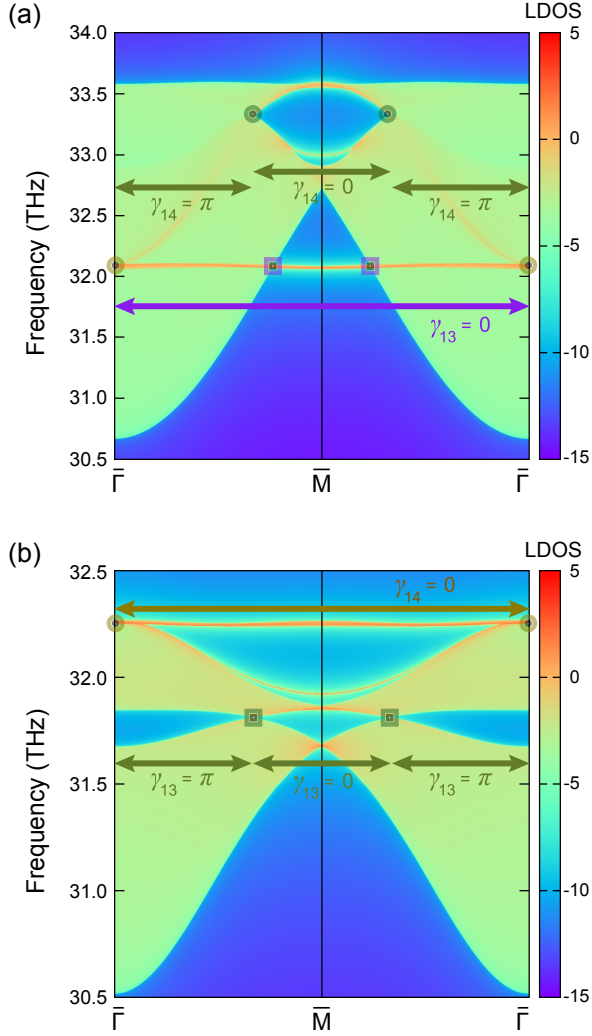 (a)
LDOS
34.0
33.5
33.0
32.5
32.0
31.5
31.0
30.5
Frequency (THz)
γ14 = π
γ14 = 0
γ14 = π
γ13 = 0
Γ̅
M̅
Γ̅
5
0
-5
-10
-15
(b)
LDOS
32.5
32.0
31.5
31.0
30.5
Frequency (THz)
γ14 = 0
γ13 = π
γ13 = 0
γ13 = π
Γ̅
M̅
Γ̅
5
0
-5
-10
-15